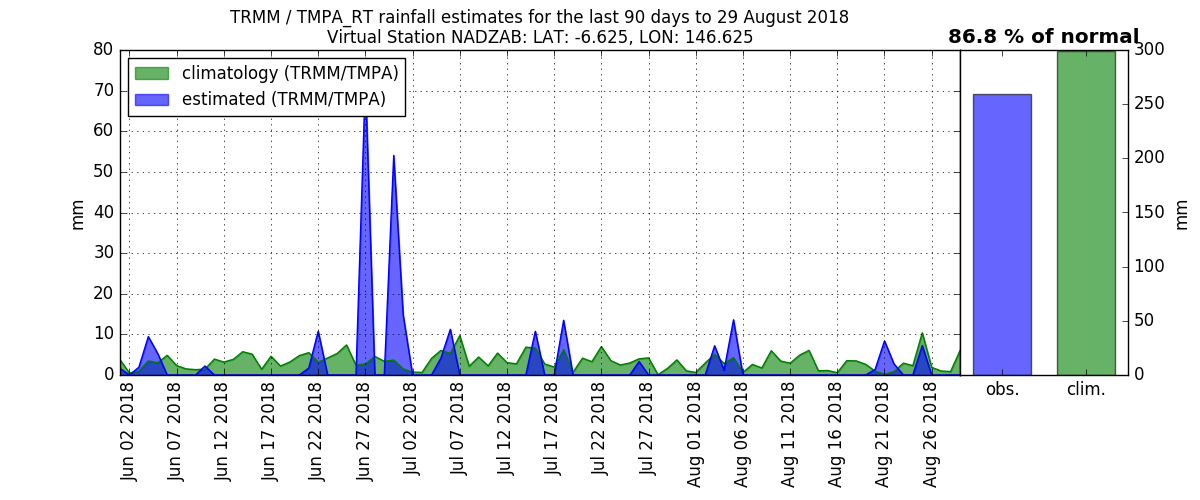 TRMM / TMPA_RT rainfall estimates for the last 90 days to 29 August 2018
Virtual Station NADZAB: LAT: -6.625, LON: 146.625
86.8 % of normal
climatology (TRMM/TMPA)
estimated (TRMM/TMPA)
80
70
60
50
40
30
20
10
0
mm
Jun 02 2018
Jun 07 2018
Jun 12 2018
Jun 17 2018
Jun 22 2018
Jun 27 2018
Jul 02 2018
Jul 07 2018
Jul 12 2018
Jul 17 2018
Jul 22 2018
Jul 27 2018
Aug 01 2018
Aug 06 2018
Aug 11 2018
Aug 16 2018
Aug 21 2018
Aug 26 2018
obs.
clim.
300
250
200
150
100
50
0
mm